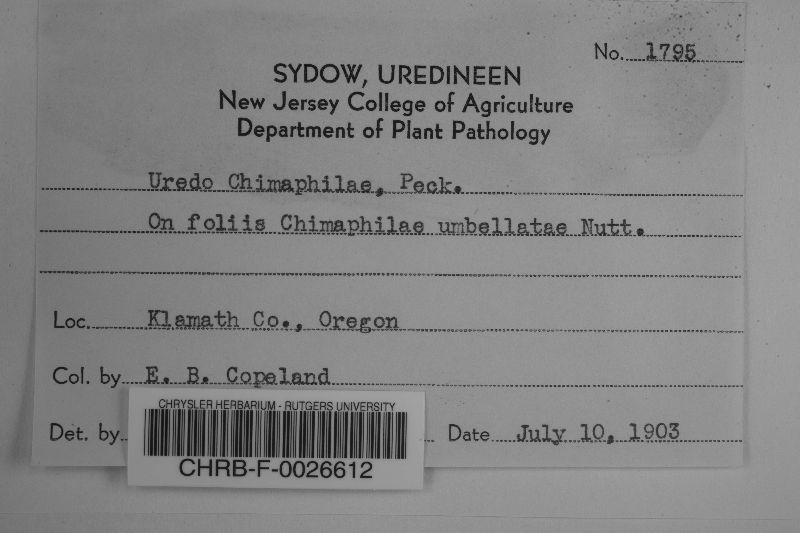 No. 1795
SYDOW, UREDINEEN
New Jersey College of Agriculture
Department of Plant Pathology
Uredo Chimaphilae, Peck.
On foliis Chimaphilae umbellatae Nutt.
Loc. Klamath Co., Oregon
Col. by E. B. Copeland
Det. by
Date July 10, 1903
CHRYSLER HERBARIUM - RUTGERS UNIVERSITY
CHRB-F-0026612